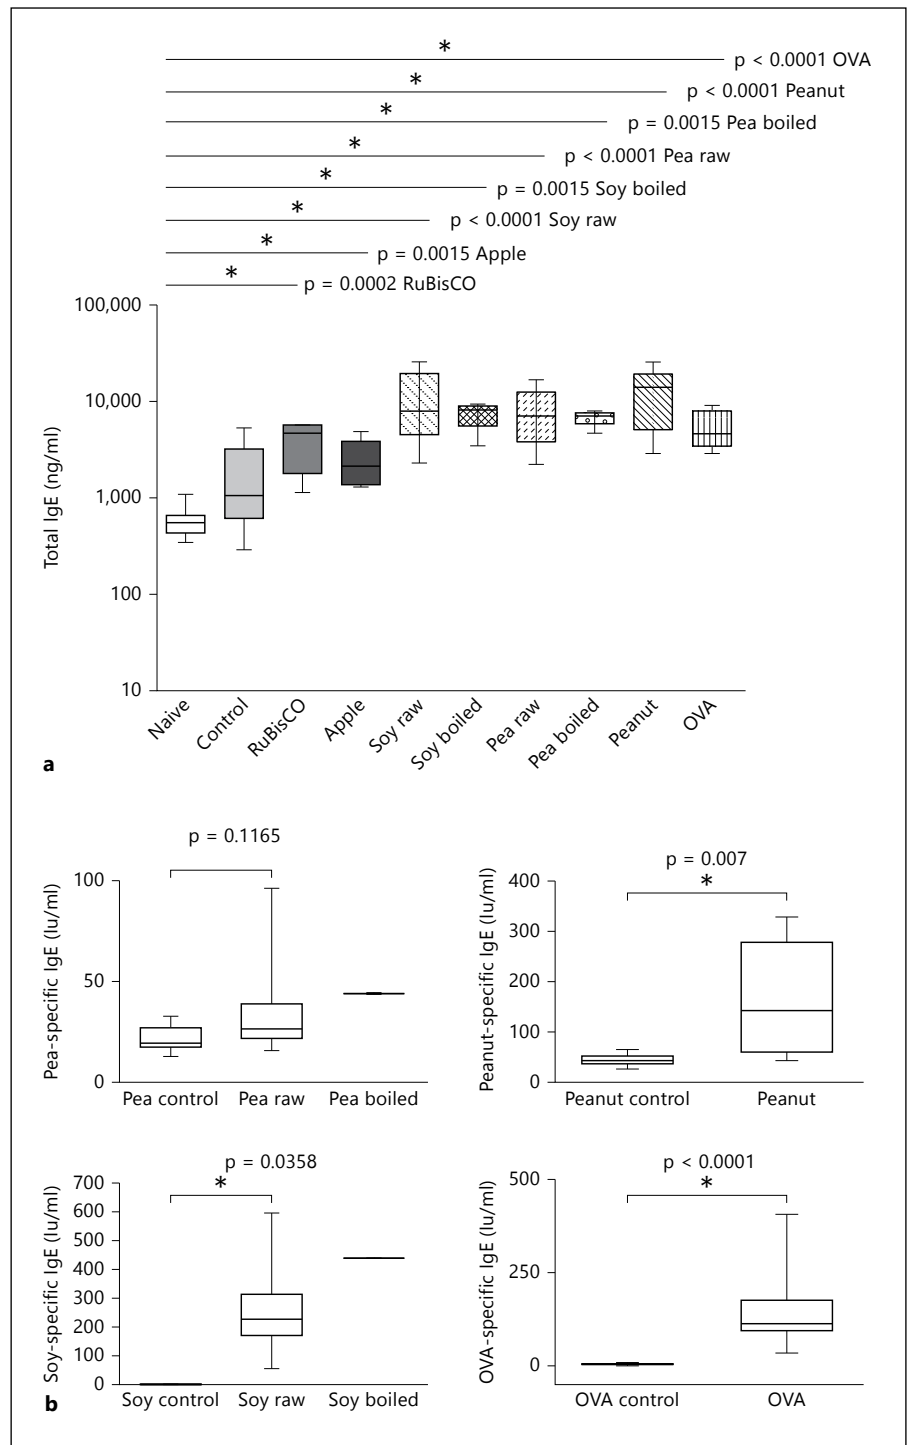 *
p < 0.0001 OVA
*
p < 0.0001 Peanut
*
p = 0.0015 Pea boiled
*
p < 0.0001 Pea raw
*
p = 0.0015 Soy boiled
*
p < 0.0001 Soy raw
*
p = 0.0015 Apple
*
p = 0.0002 RuBisCO
Total IgE (ng/ml)
100,000
10,000
1,000
100
10
Naive
Control
RuBisCO
Apple
Soy raw
Soy boiled
Pea raw
Pea boiled
Peanut
OVA
a
p = 0.1165
Pea-specific IgE (Iu/ml)
100
50
0
Pea control Pea raw Pea boiled
p = 0.007
*
Peanut-specific IgE (Iu/ml)
400
300
200
100
0
Peanut control Peanut
p = 0.0358
*
Soy-specific IgE (Iu/ml)
700
600
500
400
300
200
100
0
Soy control Soy raw Soy boiled
p < 0.0001
*
OVA-specific IgE (Iu/ml)
500
250
0
OVA control OVA
b